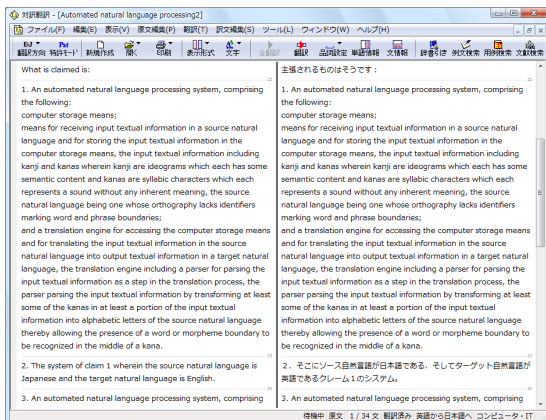 対訳翻訳 - [Automated natural language processing2]
ファイル(F) 編集(E) 表示(V) 原文編集(P) 翻訳(T) 訳文編集(S) ツール(L) ウィンドウ(W) ヘルプ(H)
EJ Pat
翻訳方向 特許モード 新規作成 開く 印刷 表示形式 文字 全翻訳 翻訳 品詞設定 単語情報 文情報 辞書引き 例文検索 用例検索 文献検索
What is claimed is:
1. An automated natural language processing system, comprising
the following:
computer storage means;
means for receiving input textual information in a source natural
language and for storing the input textual information in the
computer storage means, the input textual information including
kanji and kanas wherein kanji are ideograms which each has some
semantic content and kanas are syllabic characters which each
represents a sound without any inherent meaning, the source
natural language being one whose orthography lacks identifiers
marking word and phrase boundaries;
and a translation engine for accessing the computer storage means
and for translating the input textual information in the source
natural language into output textual information in a target natural
language, the translation engine including a parser for parsing the
input textual information as a step in the translation process, the
parser parsing the input textual information by transforming at least
some of the kanas in at least a portion of the input textual
information into alphabetic letters of the source natural language
thereby allowing the presence of a word or morpheme boundary to
be recognized in the middle of a kana.
2. The system of claim 1 wherein the source natural language is
Japanese and the target natural language is English.
3. An automated natural language processing system, comprising
主張されるものはそうです：
1. An automated natural language processing system, comprising
the following:
computer storage means;
means for receiving input textual information in a source natural
language and for storing the input textual information in the
computer storage means, the input textual information including
kanji and kanas wherein kanji are ideograms which each has some
semantic content and kanas are syllabic characters which each
represents a sound without any inherent meaning, the source
natural language being one whose orthography lacks identifiers
marking word and phrase boundaries;
and a translation engine for accessing the computer storage means
and for translating the input textual information in the source
natural language into output textual information in a target natural
language, the translation engine including a parser for parsing the
input textual information as a step in the translation process, the
parser parsing the input textual information by transforming at least
some of the kanas in at least a portion of the input textual
information into alphabetic letters of the source natural language
thereby allowing the presence of a word or morpheme boundary to
be recognized in the middle of a kana.
２．そこにソース自然言語が日本語である、そしてターゲット自然言語が
英語であるクレーム１のシステム。
3. An automated natural language processing system, comprising
待機中 原文 1 / 34 文 翻訳済み 英語から日本語へ コンピュータ・IT